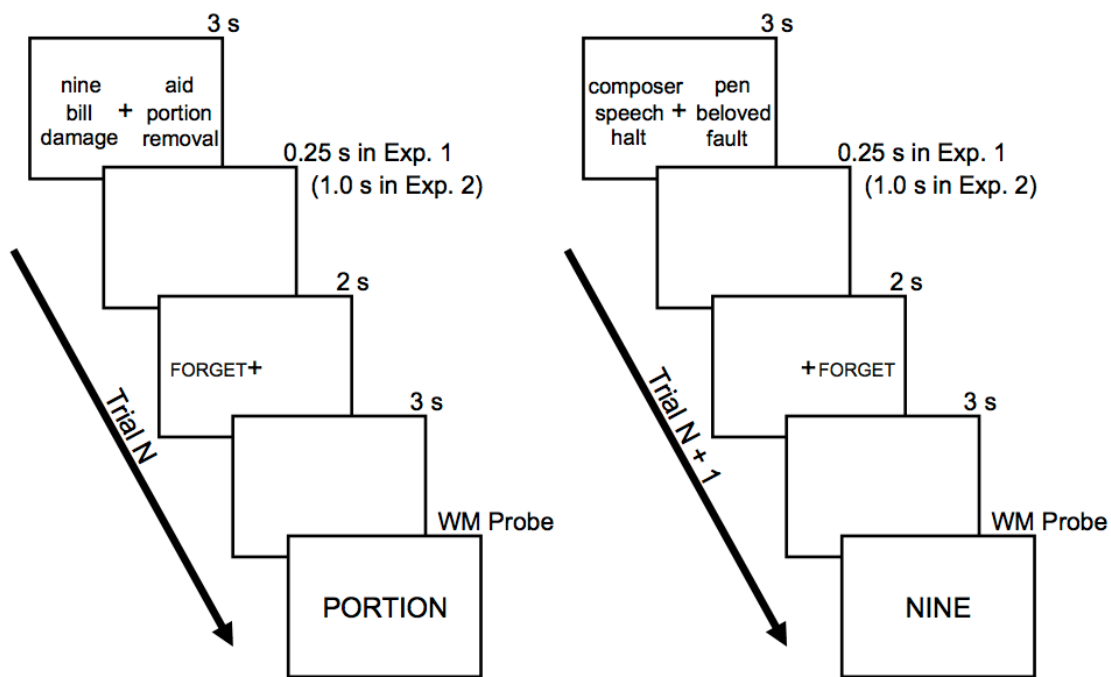 3 s
nine
bill
damage
+
aid
portion
removal
0.25 s in Exp. 1
(1.0 s in Exp. 2)
2 s
FORGET+
3 s
WM Probe
PORTION
Trial N
3 s
composer
speech
halt
+
pen
beloved
fault
0.25 s in Exp. 1
(1.0 s in Exp. 2)
2 s
+FORGET
3 s
WM Probe
NINE
Trial N + 1